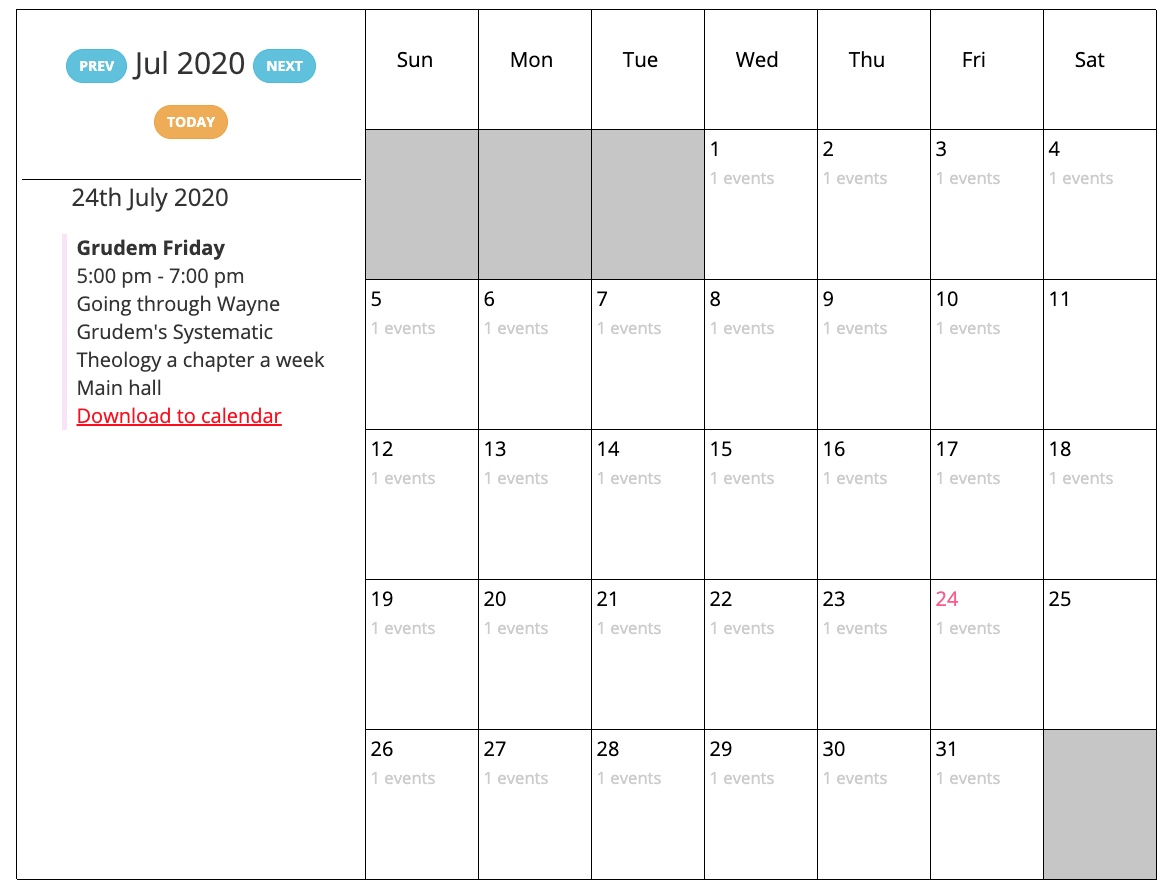 PREV Jul 2020 NEXT
TODAY
24th July 2020
Grudem Friday
5:00 pm - 7:00 pm
Going through Wayne
Grudem's Systematic
Theology a chapter a week
Main hall
Download to calendar
Sun Mon Tue Wed Thu Fri Sat
1 2 3 4
1 events 1 events 1 events 1 events
5 6 7 8 9 10 11
1 events 1 events 1 events 1 events 1 events 1 events
12 13 14 15 16 17 18
1 events 1 events 1 events 1 events 1 events 1 events 1 events
19 20 21 22 23 24 25
1 events 1 events 1 events 1 events 1 events 1 events
26 27 28 29 30 31
1 events 1 events 1 events 1 events 1 events 1 events